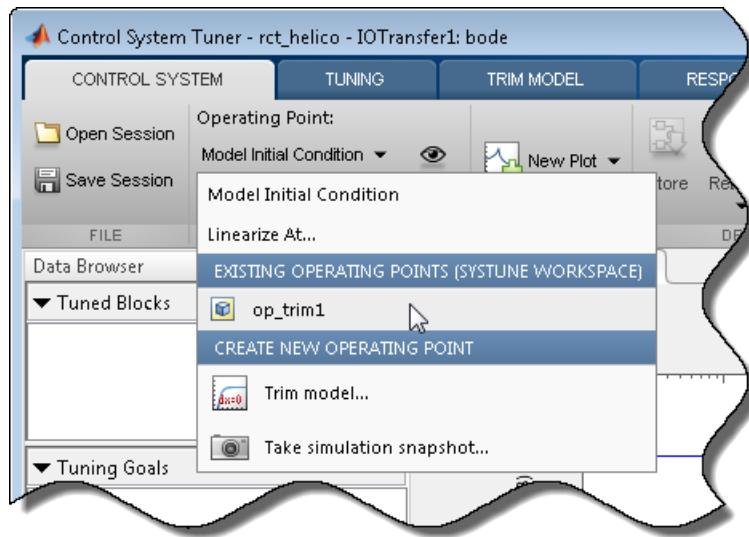 Control System Tuner - rct_helico - IOTransfer1: bode
CONTROL SYSTEM
TUNING
TRIM MODEL
Open Session
Save Session
FILE
Operating Point:
Model Initial Condition
New Plot
Model Initial Condition
Linearize At...
EXISTING OPERATING POINTS (SYSTUNE WORKSPACE)
op_trim1
CREATE NEW OPERATING POINT
dx=0
Trim model...
Take simulation snapshot...
Data Browser
Tuned Blocks
Tuning Goals